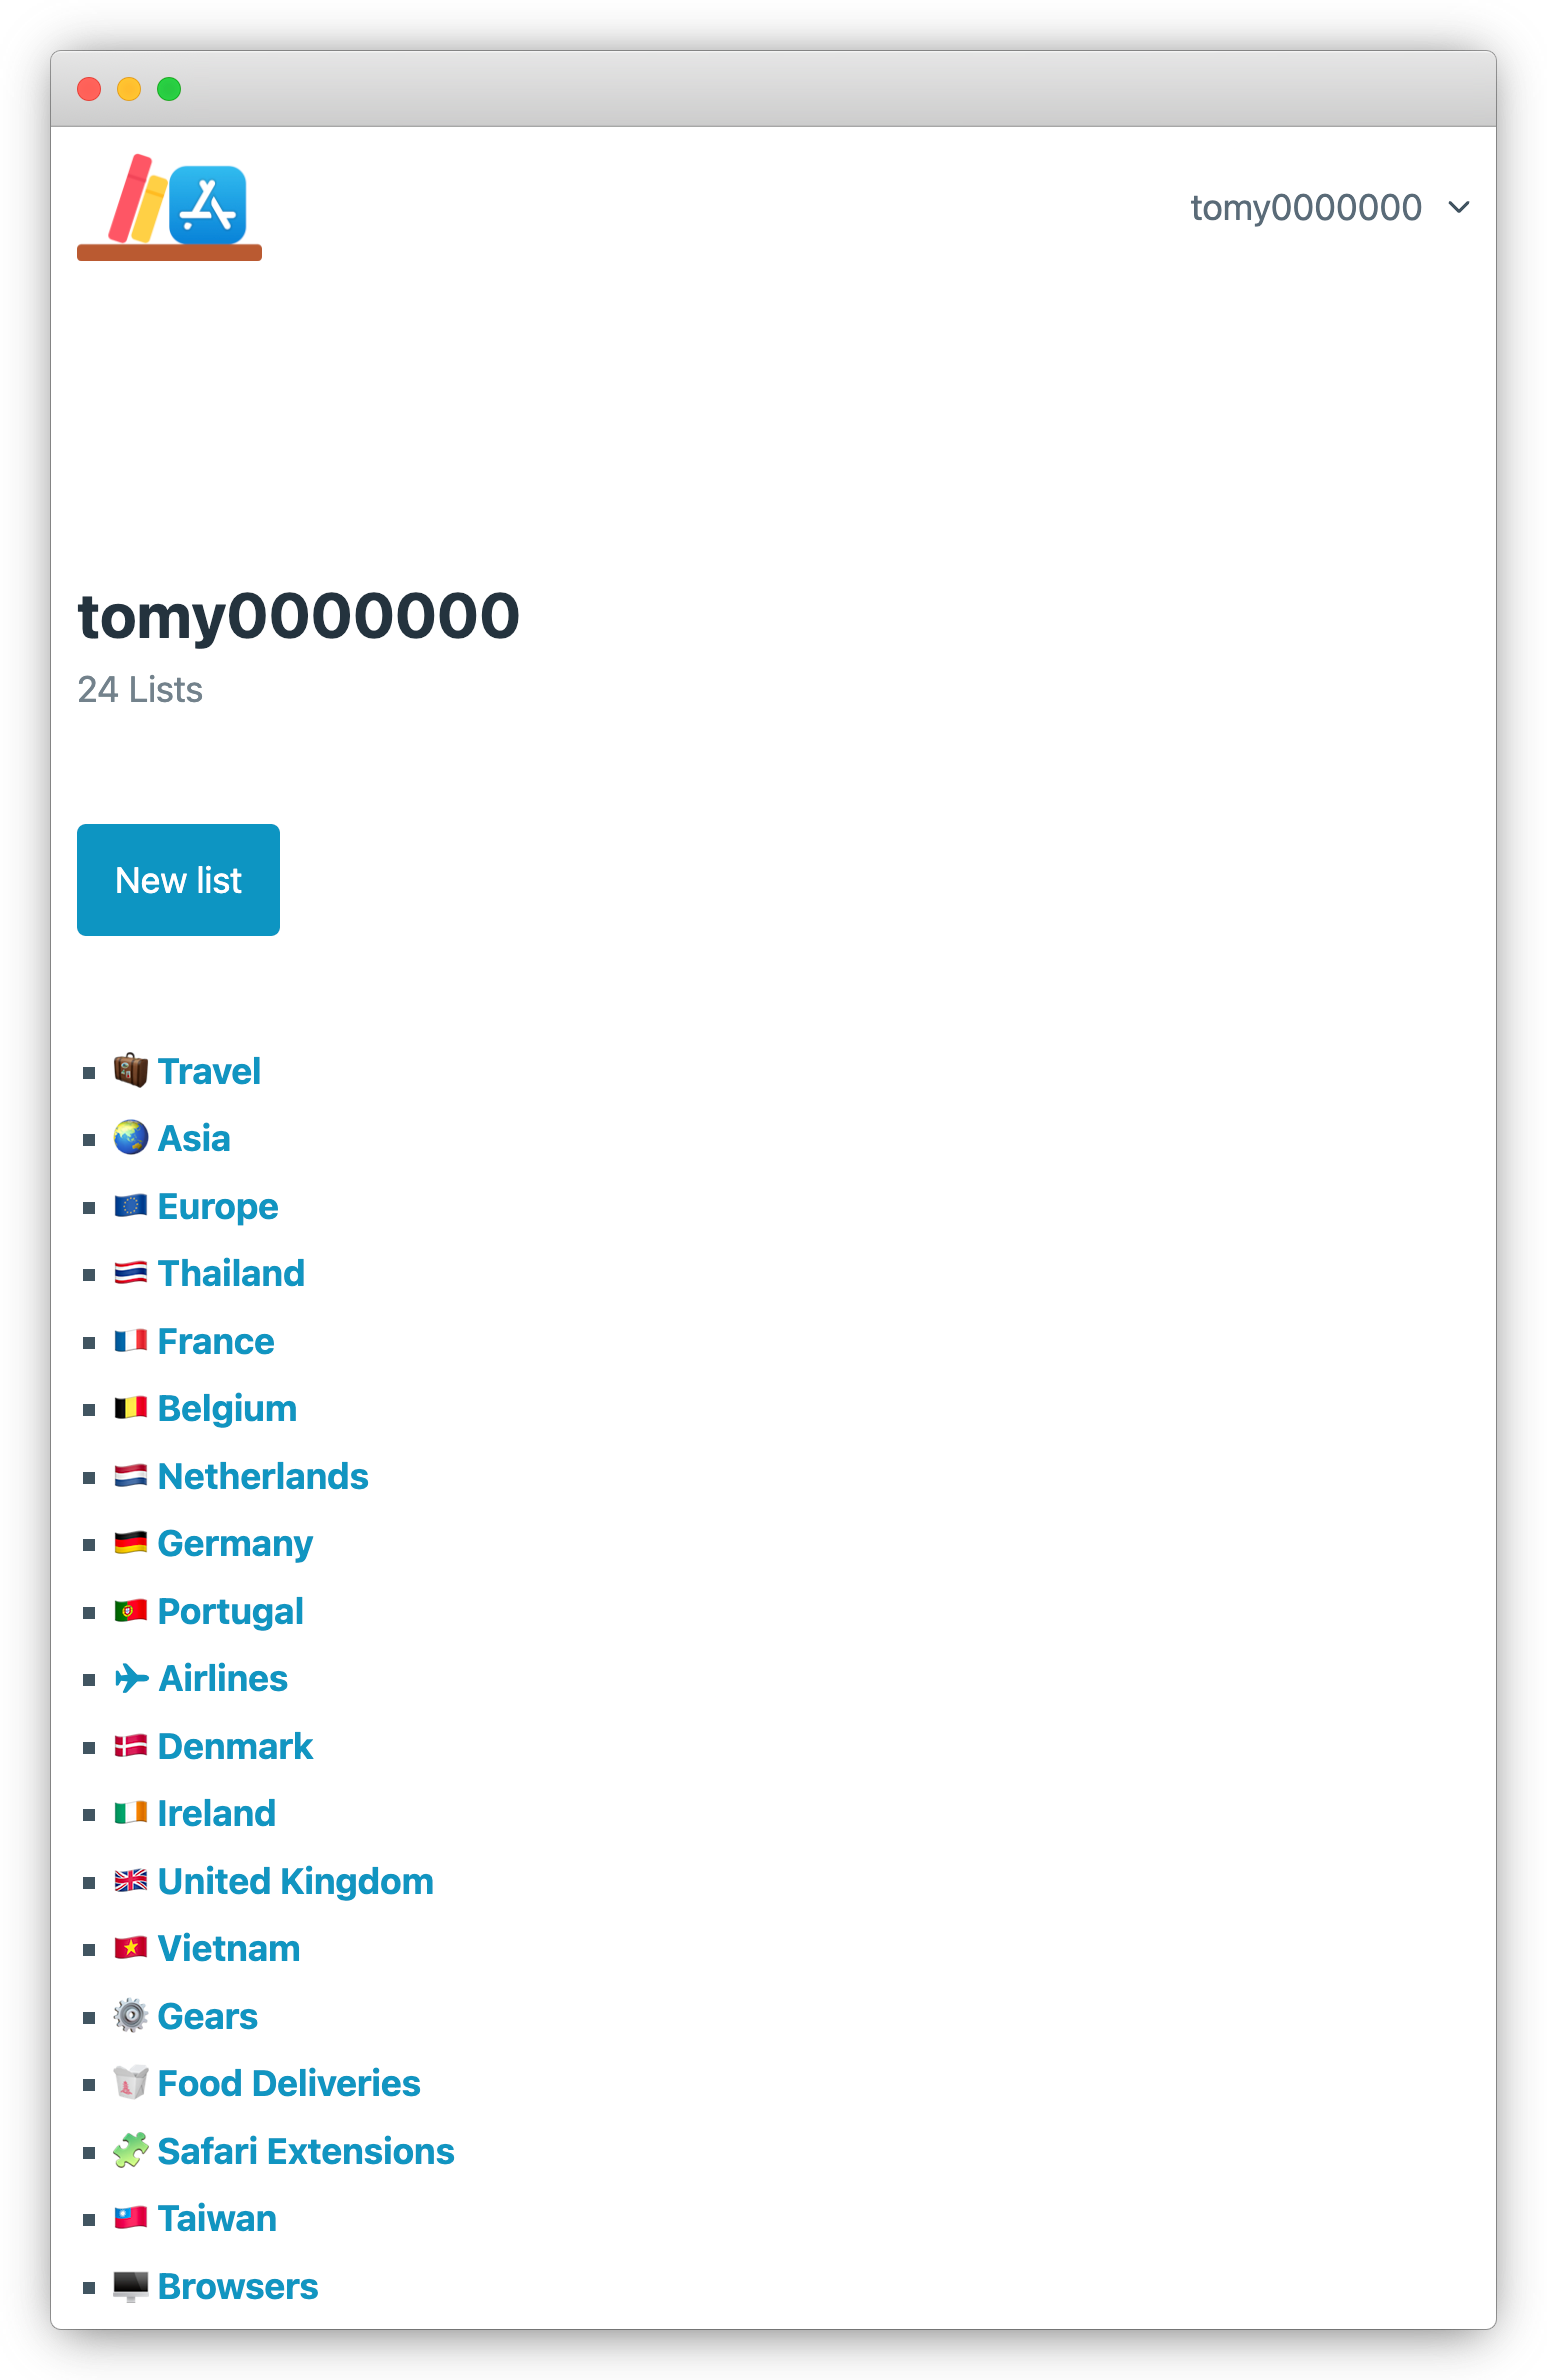 tomy0000000
tomy0000000
24 Lists
New list
Travel
Asia
Europe
Thailand
France
Belgium
Netherlands
Germany
Portugal
Airlines
Denmark
Ireland
United Kingdom
Vietnam
Gears
Food Deliveries
Safari Extensions
Taiwan
Browsers